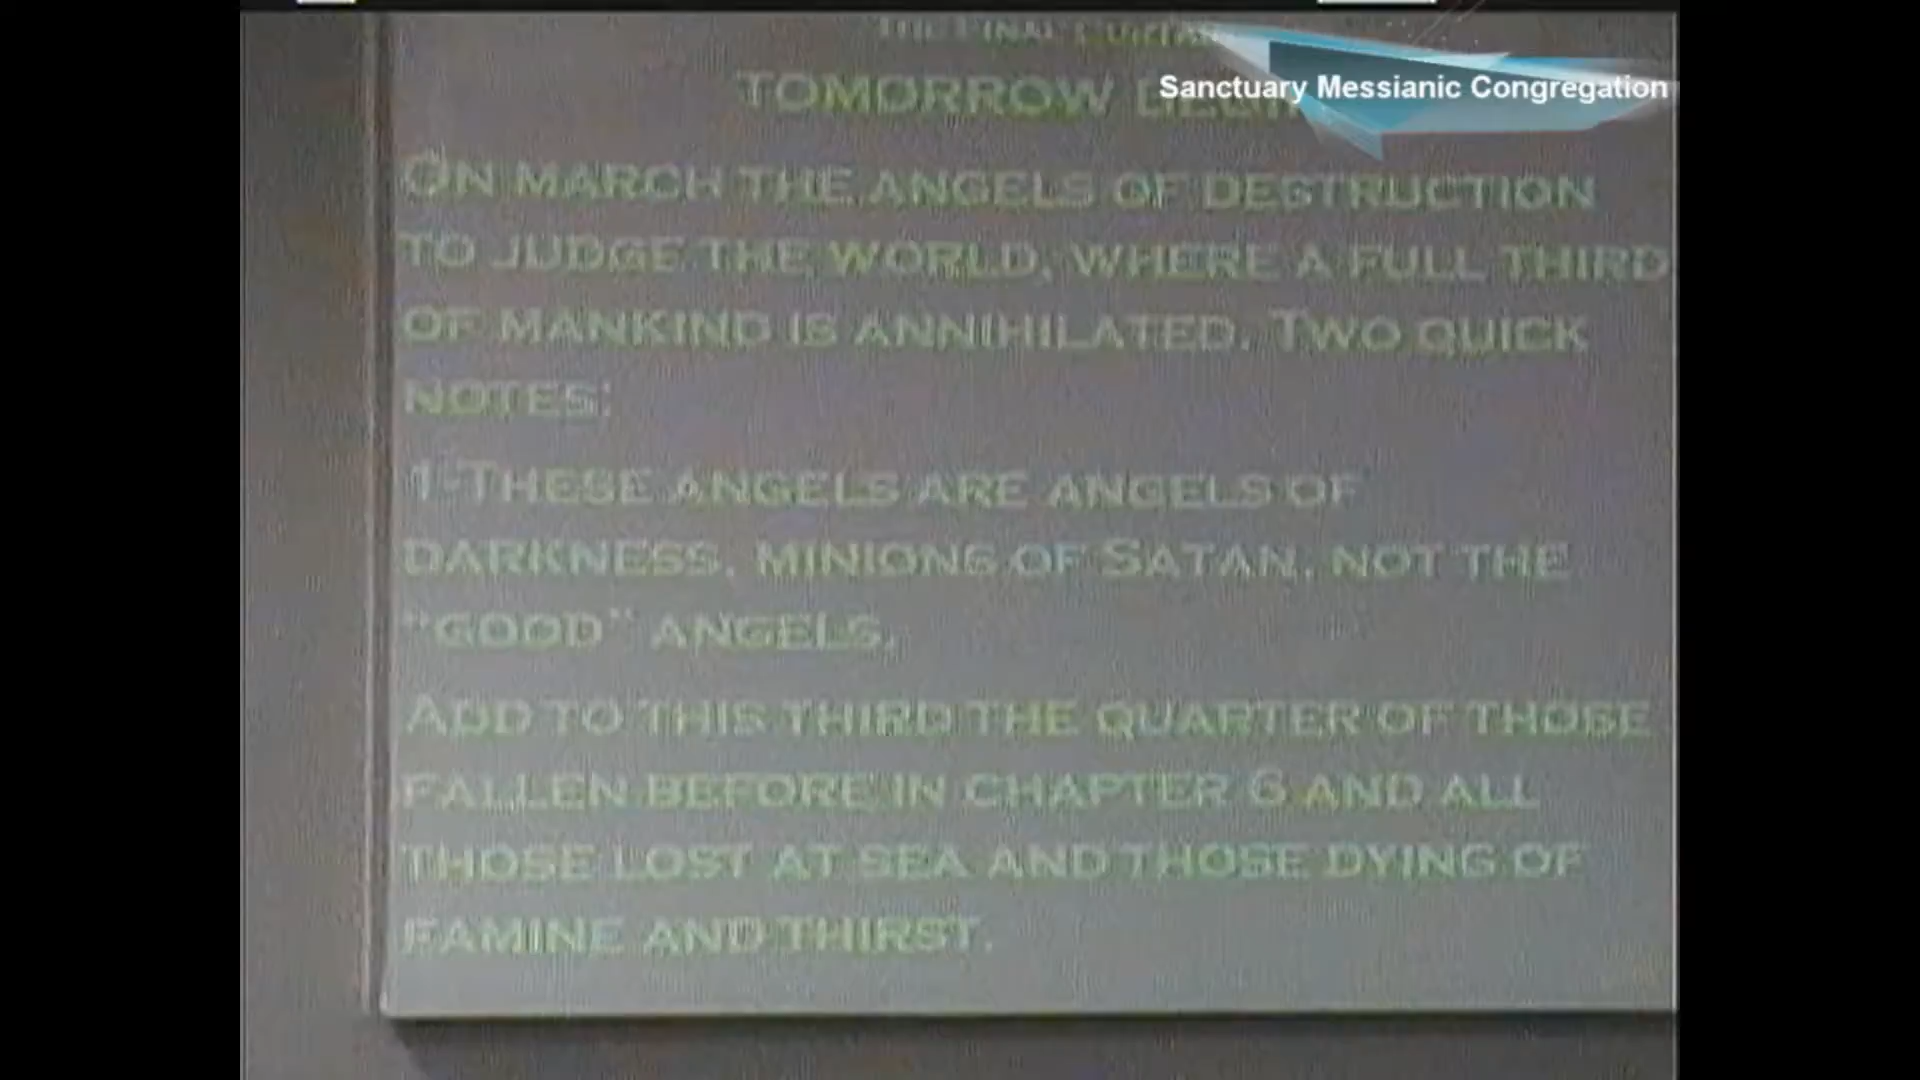 The Final Curtain
Sanctuary Messianic Congregation
TOMORROW
On march the angels of destruction
to judge the world, where a full third
of mankind is annihilated. Two quick
notes:
1-These angels are angels of
darkness, minions of Satan, not the
"good" angels.
Add to this third the quarter of those
fallen before in chapter 6 and all
those lost at sea and those dying of
famine and thirst.